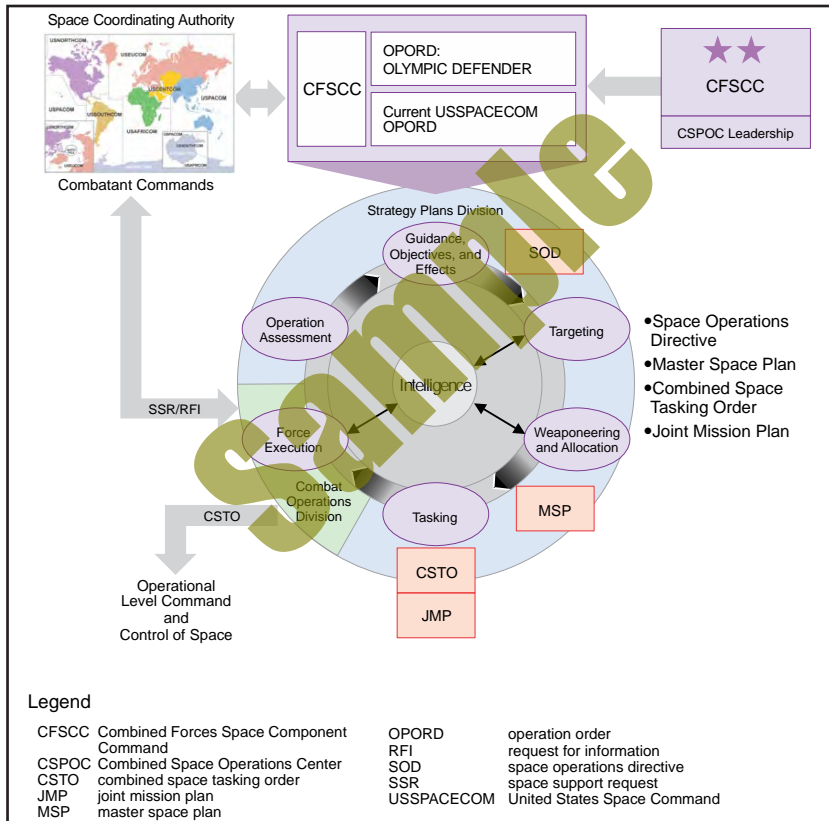 Space Coordinating Authority
USNORTHCOM
USEUCOM
USPACOM
USCENTCOM
USPACOM
USSOUTHCOM
USAFRICOM
USNORTHCOM
USPACOM
Combatant Commands
CFSCC
OPORD:
OLYMPIC DEFENDER
Current USSPACECOM
OPORD
CFSCC
CSPOC Leadership
Strategy Plans Division
Guidance,
Objectives, and
Effects
SOD
Operation
Assessment
Targeting
Intelligence
SSR/RFI
Force
Execution
Weaponeering
and Allocation
Combat
Operations
Division
Tasking
MSP
CSTO
CSTO
JMP
Operational
Level Command
and
Control of Space
•Space Operations
Directive
•Master Space Plan
•Combined Space
Tasking Order
•Joint Mission Plan
Sample
Legend
CFSCC Combined Forces Space Component
Command
CSPOC Combined Space Operations Center
CSTO combined space tasking order
JMP joint mission plan
MSP master space plan
OPORD operation order
RFI request for information
SOD space operations directive
SSR space support request
USSPACECOM United States Space Command